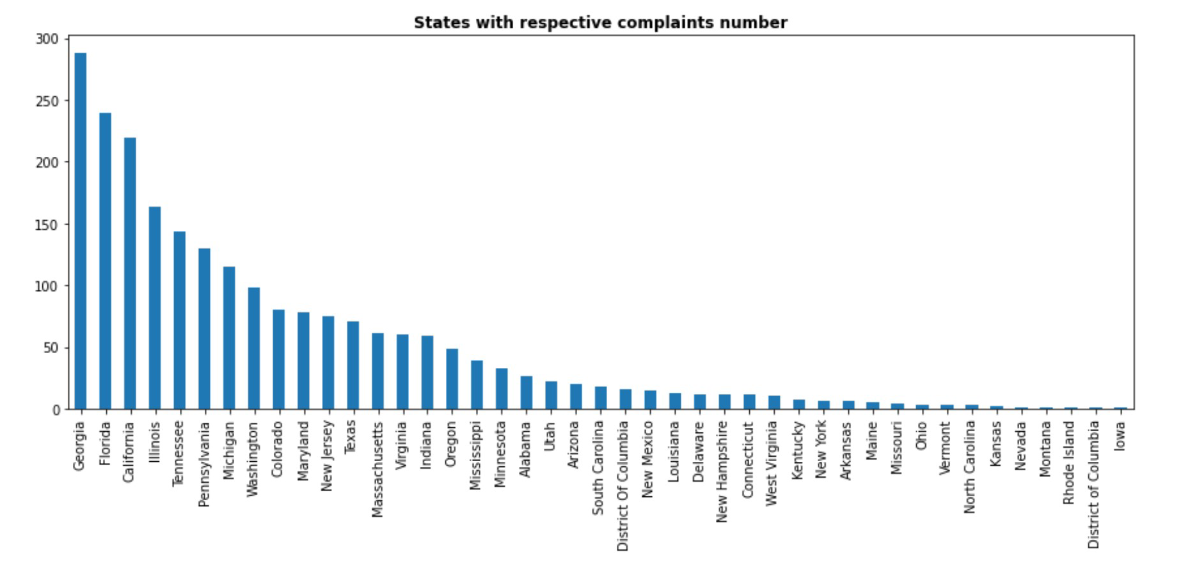 States with respective complaints number
300
250
200
150
100
50
0
Georgia
Florida
California
Illinois
Tennessee
Pennsylvania
Michigan
Washington
Colorado
Maryland
New Jersey
Texas
Massachusetts
Virginia
Indiana
Oregon
Mississippi
Minnesota
Alabama
Utah
Arizona
South Carolina
District Of Columbia
New Mexico
Louisiana
Delaware
New Hampshire
Connecticut
West Virginia
Kentucky
New York
Arkansas
Maine
Missouri
Ohio
Vermont
North Carolina
Kansas
Nevada
Montana
Rhode Island
District of Columbia
Iowa